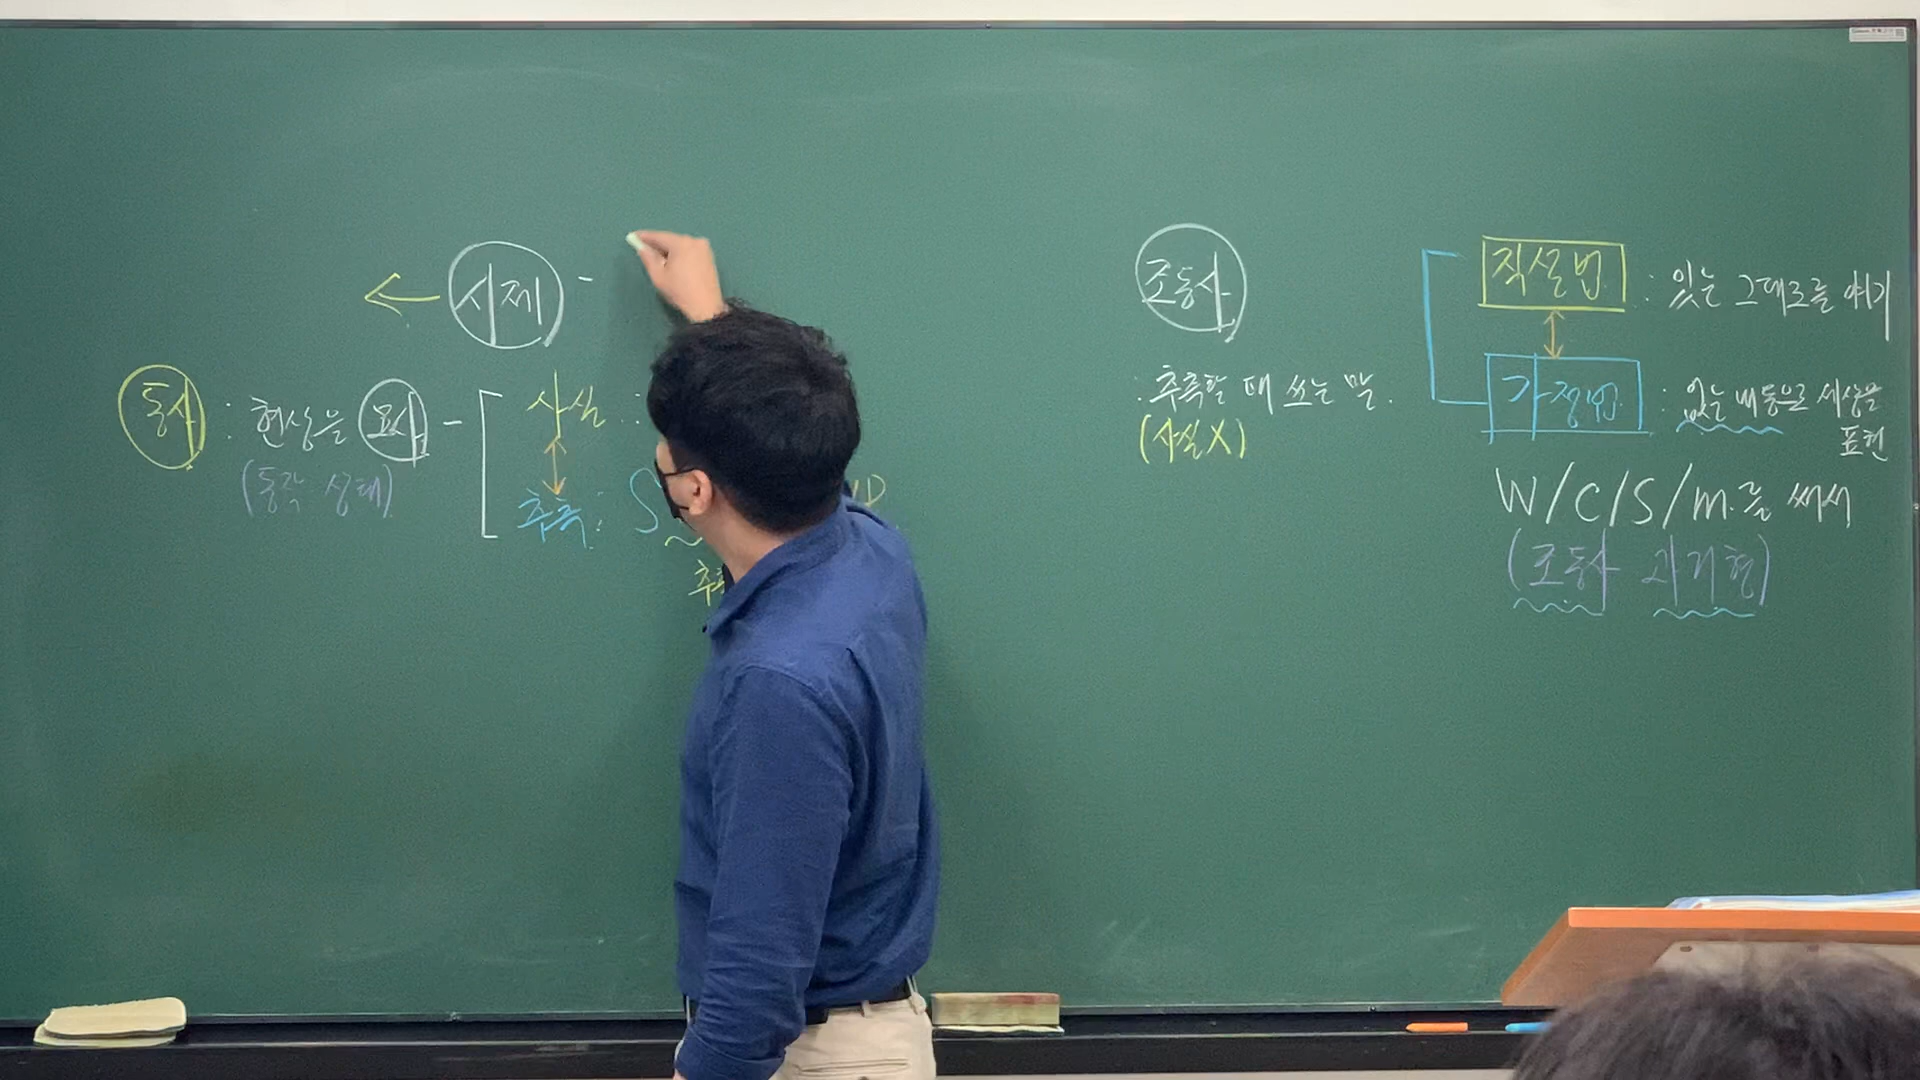 시제 -
동사 : 현상을 묘사 -
(동작 상태)
사실 :
추측 : S
추
조동사
: 추측할 때 쓰는 말.
(사실X)
직설법 : 있는 그대로를 얘기
가정법 : 없는 내용으로 세상을
표현
W/C/S/m.를 써서
(조동사 과거형)